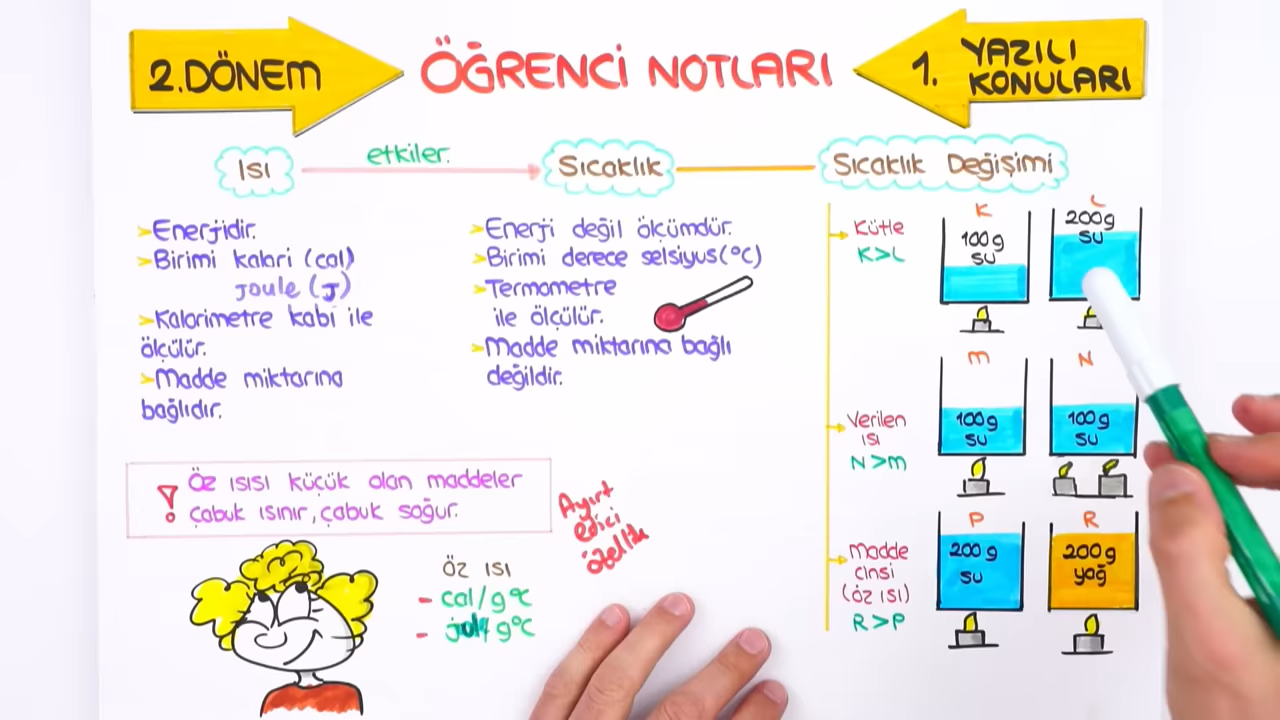 2.DÖNEM
ÖĞRENCİ NOTLARI
1. YAZILI
KONULARI
Isı
etkiler.
Sıcaklık
Sıcaklık Değişimi
>Enerjidir.
>Birimi kalori (cal)
joule (J)
>Kalorimetre kabı ile
ölçülür.
>Madde miktarına
bağlıdır.
>Enerji değil ölçümdür.
>Birimi derece selsiyus(°C)
>Termometre
ile ölçülür.
>Madde miktarına bağlı
değildir.
Kütle
K>L
K
100g
su
L
200g
su
Verilen
ısı
N>M
M
100g
su
N
100g
su
Madde
cinsi
(öz ısı)
R>P
P
200 g
su
R
200 g
yağ
! Öz ısısı küçük olan maddeler
çabuk ısınır, çabuk soğur.
Ayırt
edici
özellik
Öz ısı
- cal/g°C
- jul/g°C